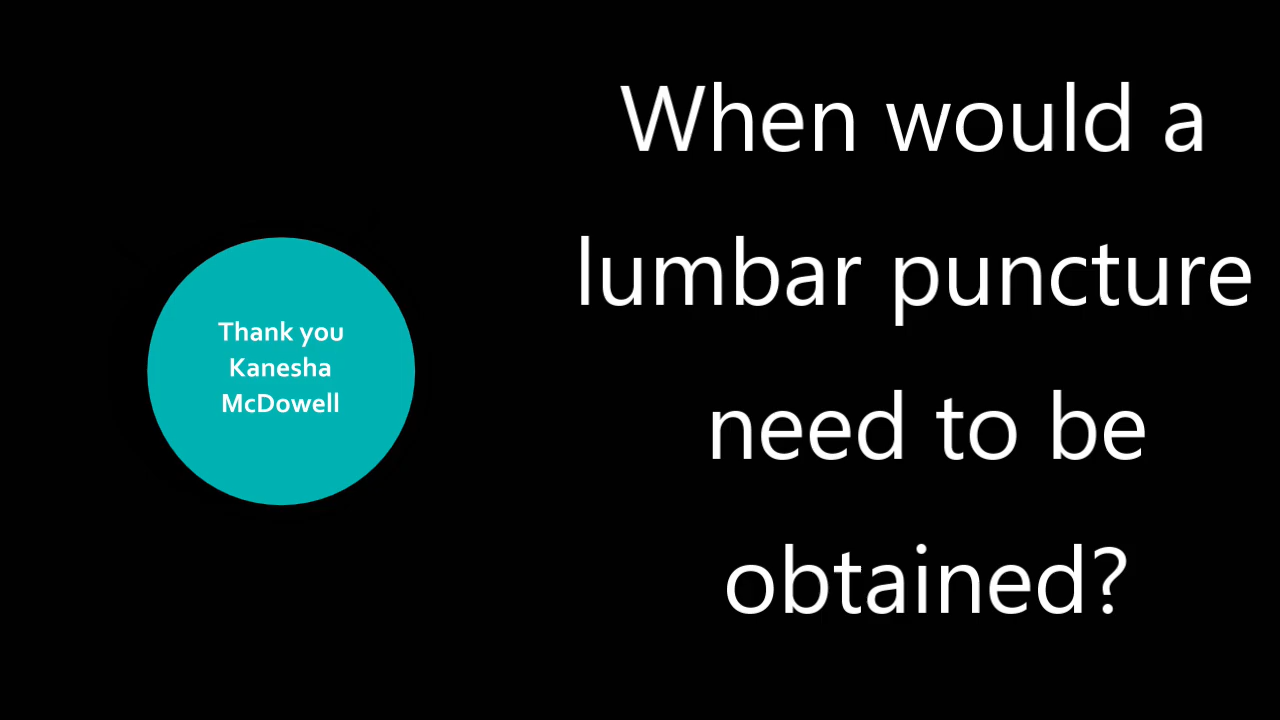 Thank you
Kanesha
McDowell
When would a
lumbar puncture
need to be
obtained?